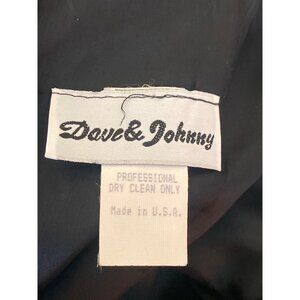 Dave & Johnny
PROFESSIONAL
DRY CLEAN ONLY
Made in U.S.A.